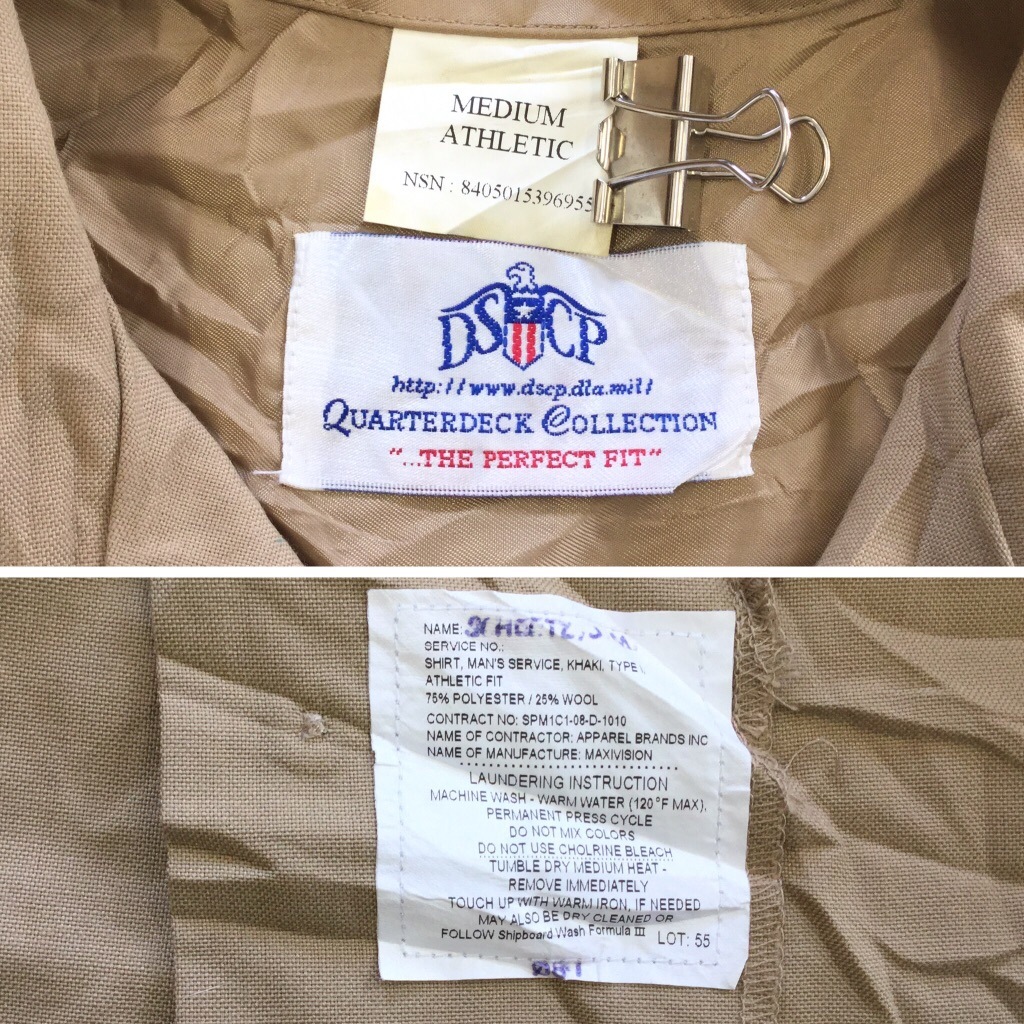 MEDIUM
ATHLETIC
NSN : 8405015396955
DSCP
http://www.dscp.dla.mil/
QUARTERDECK COLLECTION
"...THE PERFECT FIT"
NAME:
SERVICE NO.:
SHIRT, MAN'S SERVICE, KHAKI, TYPE I,
ATHLETIC FIT
75% POLYESTER / 25% WOOL
CONTRACT NO: SPM1C1-08-D-1010
NAME OF CONTRACTOR: APPAREL BRANDS INC
NAME OF MANUFACTURE: MAXIVISION
LAUNDERING INSTRUCTION
MACHINE WASH - WARM WATER (120°F MAX),
PERMANENT PRESS CYCLE
DO NOT MIX COLORS
DO NOT USE CHOLRINE BLEACH
TUMBLE DRY MEDIUM HEAT -
REMOVE IMMEDIATELY
TOUCH UP WITH WARM IRON, IF NEEDED
MAY ALSO BE DRY CLEANED OR
FOLLOW Shipboard Wash Formula III
LOT: 55